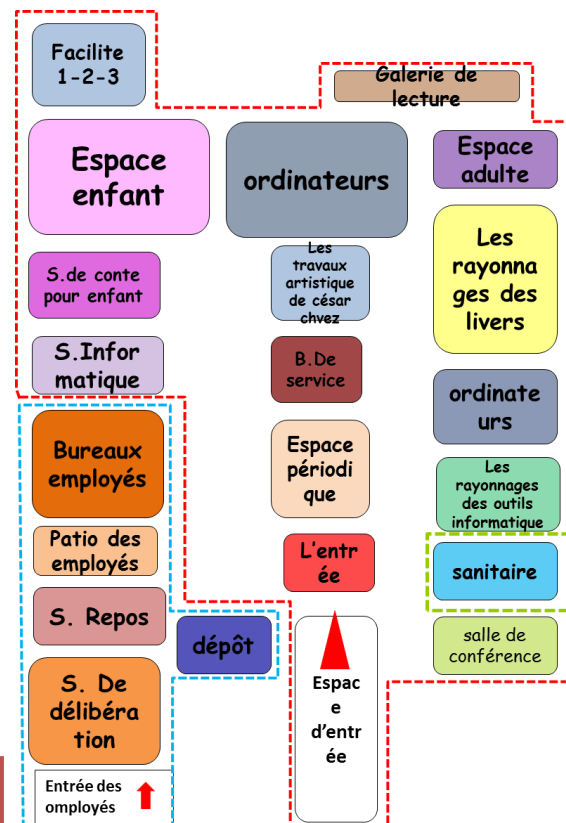 Facilite
1-2-3
Galerie de
lecture
Espace
enfant
ordinateurs
Espace
adulte
S.de conte
pour enfant
Les
travaux
artistique
de césar
chvez
Les
rayonna
ges des
livers
S.Infor
matique
B.De
service
ordinate
urs
Bureaux
employés
Espace
périodi
que
Les
rayonnages
des outils
informatique
Patio des
employés
L'entr
ée
sanitaire
S. Repos
dépôt
salle de
conférence
S. De
délibéra
tion
Espac
e
d'entr
ée
Entrée des
omployés